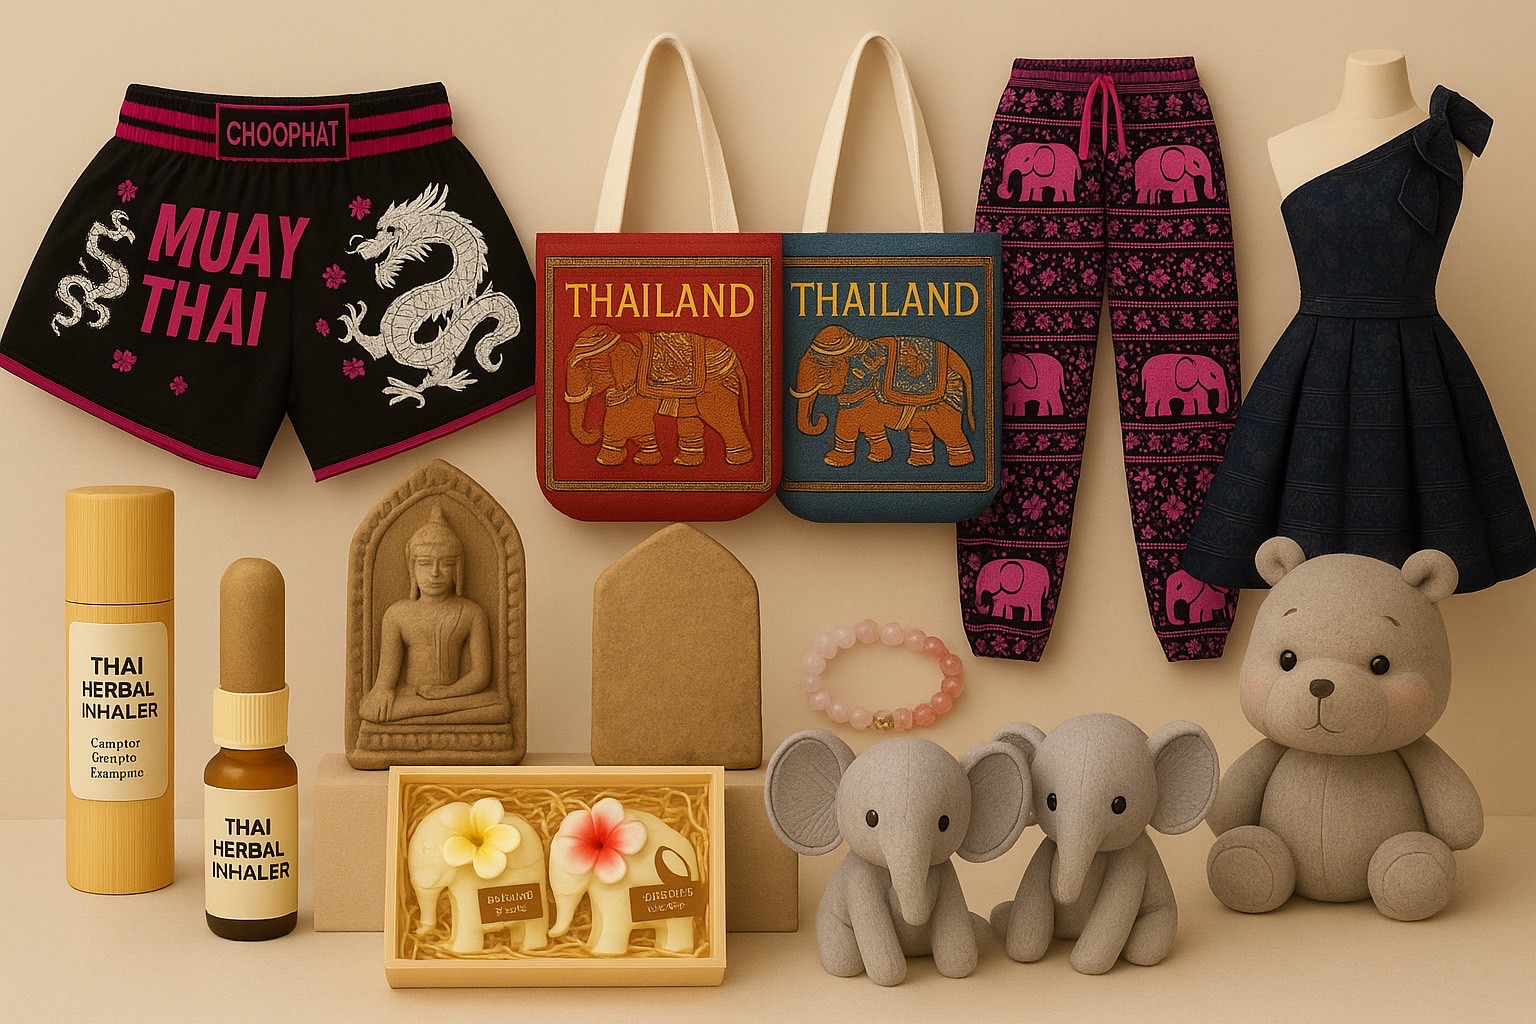 CHOOPHAT
MUAY
THAI
THAILAND
THAILAND
THAI
HERBAL
INHALER
Camptor
Grenpto
Exampme
THAI
HERBAL
INHALER